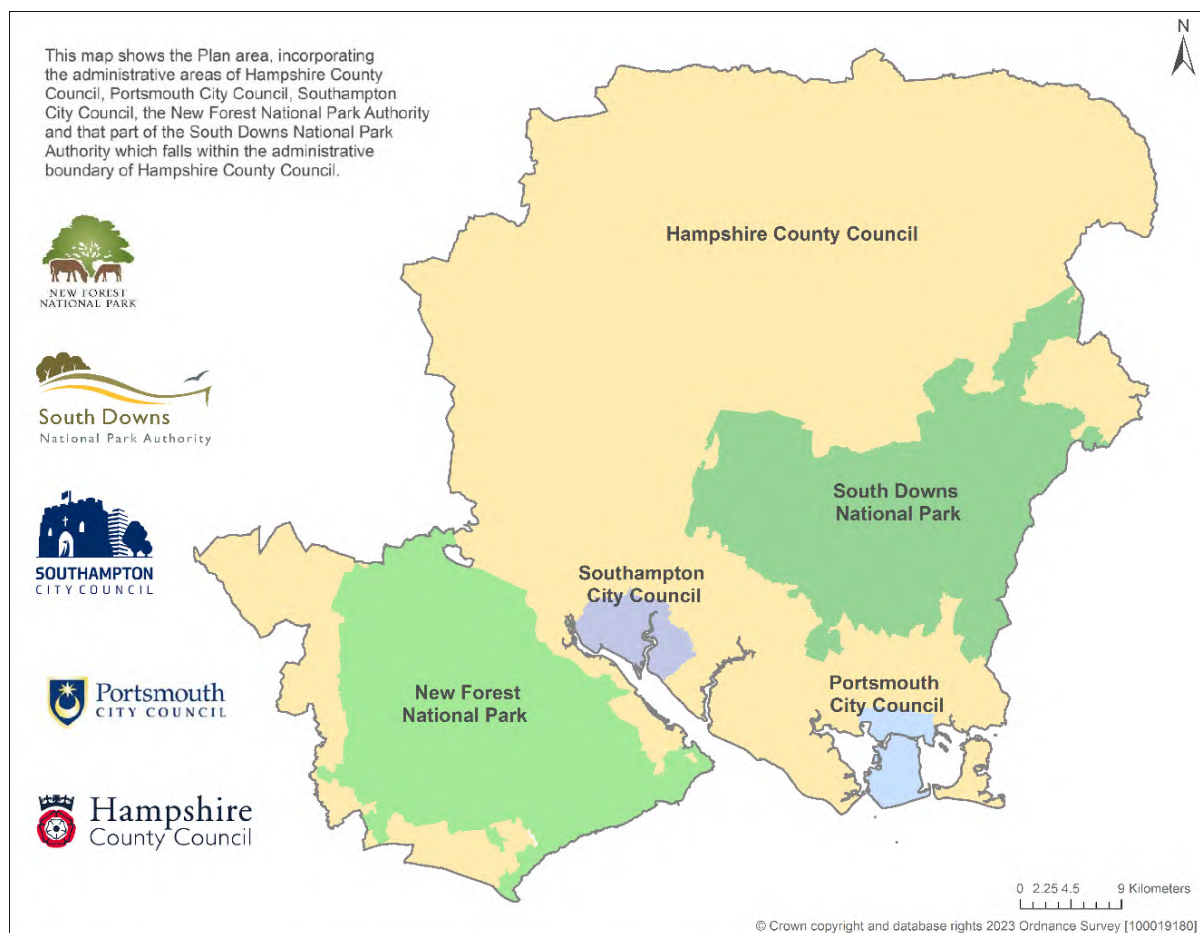 This map shows the Plan area, incorporating
the administrative areas of Hampshire County
Council, Portsmouth City Council, Southampton
City Council, the New Forest National Park Authority
and that part of the South Downs National Park
Authority which falls within the administrative
boundary of Hampshire County Council.
N
NEW FOREST
NATIONAL PARK
South Downs
National Park Authority
SOUTHAMPTON
CITY COUNCIL
Portsmouth
CITY COUNCIL
Hampshire
County Council
Hampshire County Council
South Downs
National Park
Southampton
City Council
New Forest
National Park
Portsmouth
City Council
0 2.25 4.5 9 Kilometers
© Crown copyright and database rights 2023 Ordnance Survey [100019180]